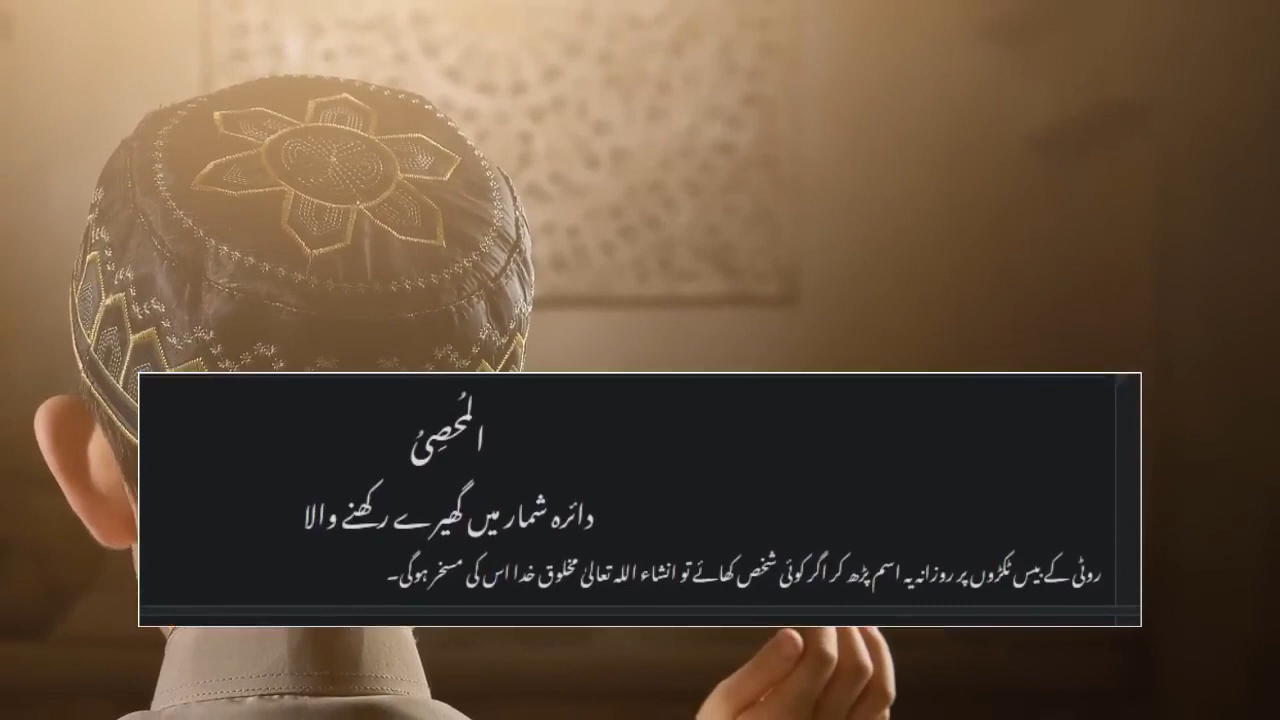 المُحصِیُ
دائرہ شمار میں گھیرے رکھنے والا
روٹی کے بیس ٹکڑوں پر روزانہ یہ اسم پڑھ کر اگر کوئی شخص کھائے تو انشاء اللہ تعالیٰ مخلوق خدا اس کی مسخر ہوگی۔